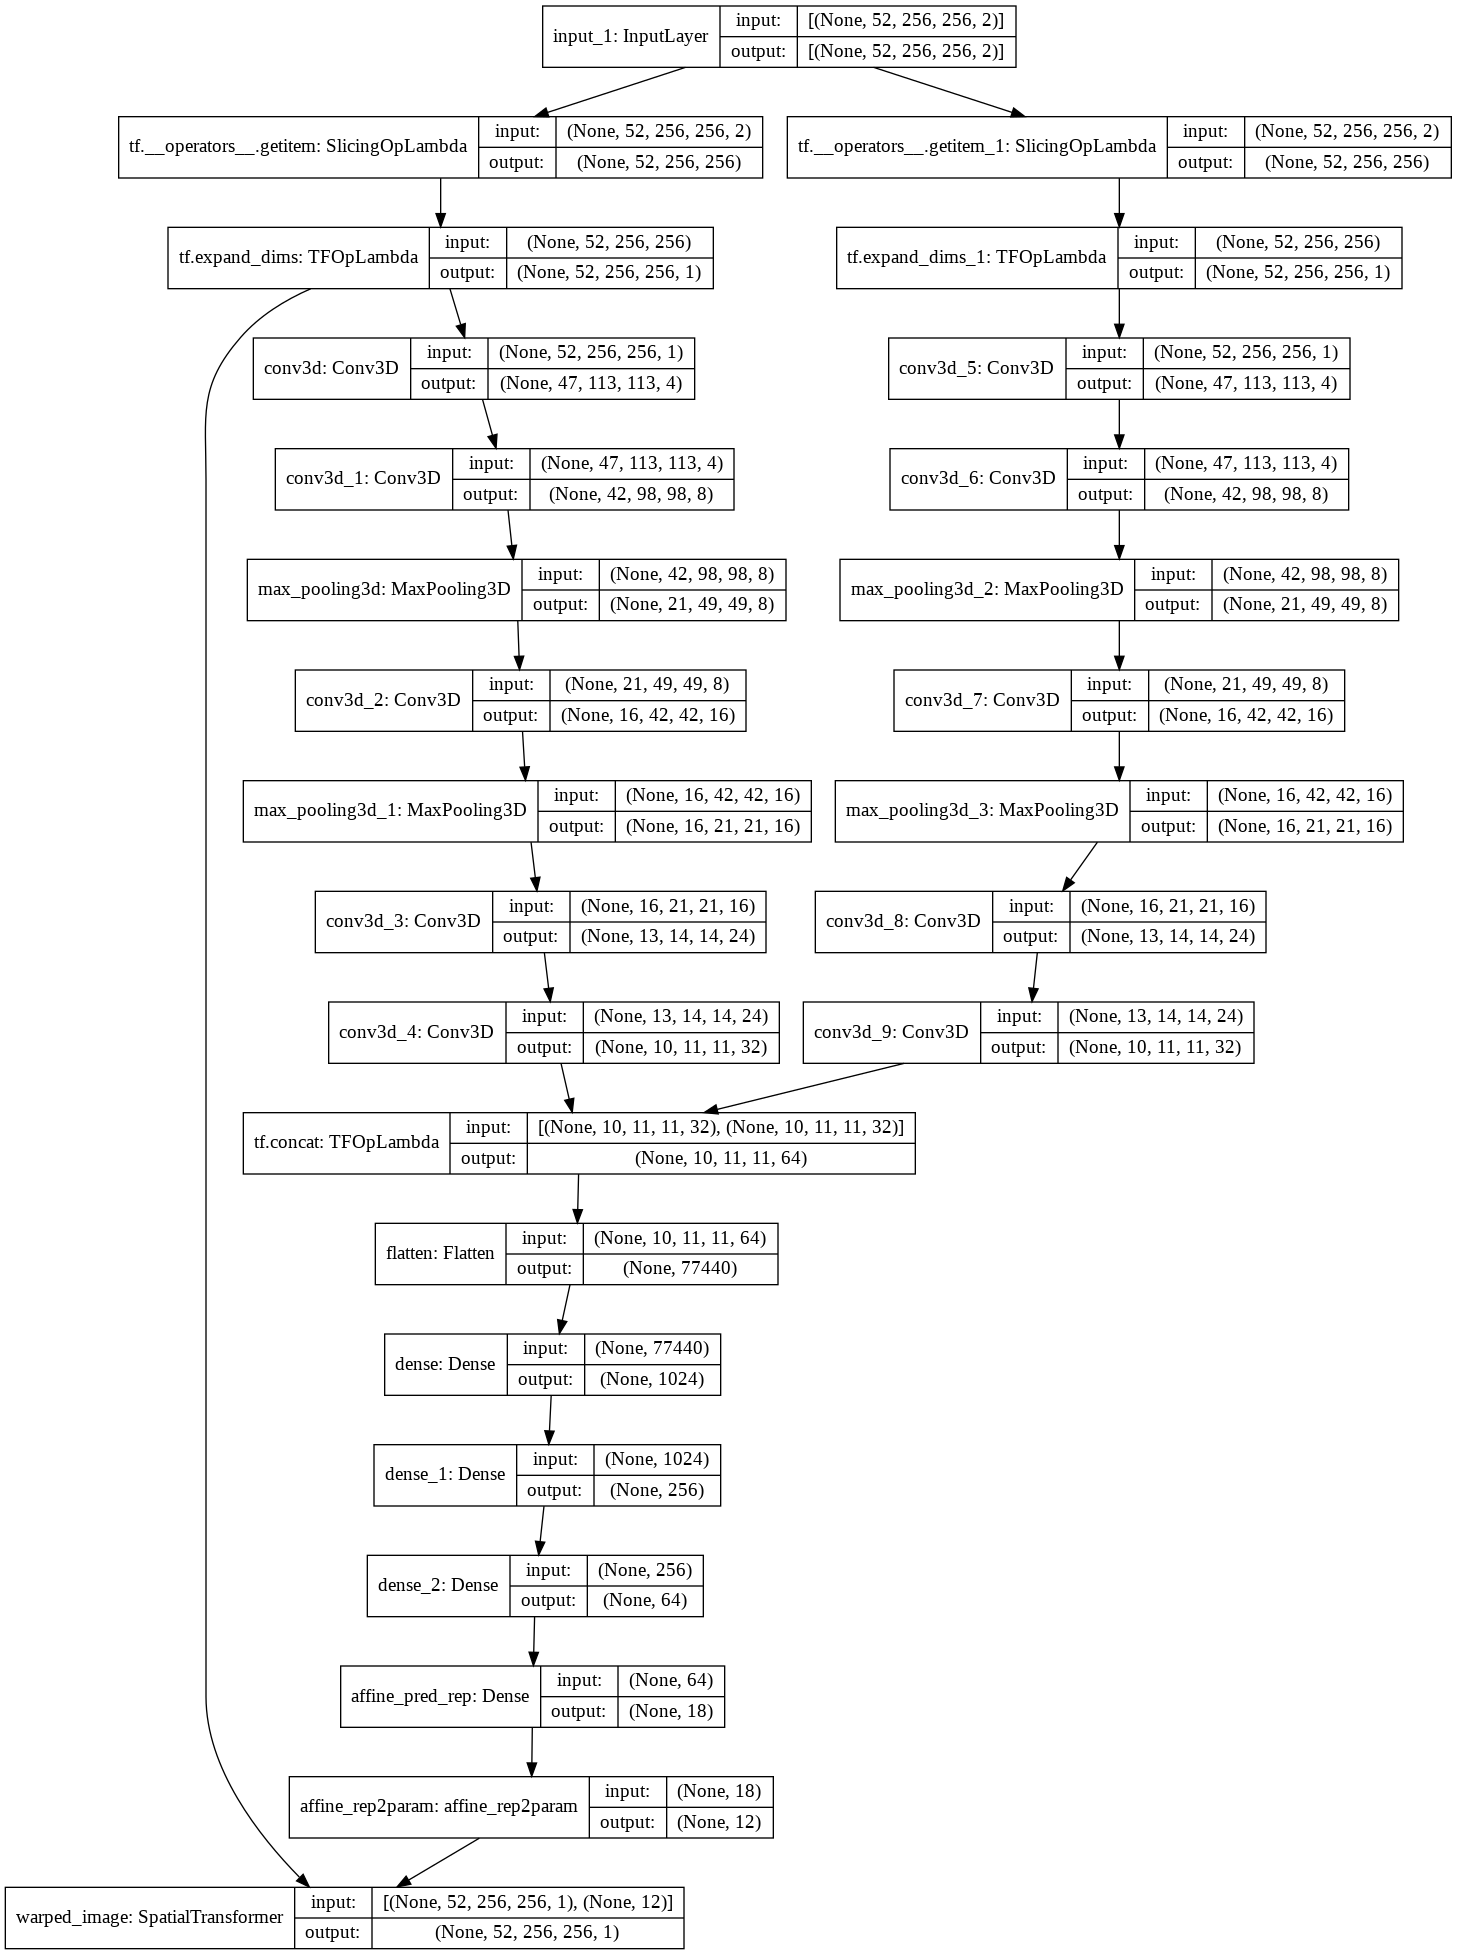 input_1: InputLayer
input: [(None, 52, 256, 256, 2)]
output: [(None, 52, 256, 256, 2)]
tf.__operators__.getitem: SlicingOpLambda
input: (None, 52, 256, 256, 2)
output: (None, 52, 256, 256)
tf.__operators__.getitem_1: SlicingOpLambda
input: (None, 52, 256, 256, 2)
output: (None, 52, 256, 256)
tf.expand_dims: TFOpLambda
input: (None, 52, 256, 256)
output: (None, 52, 256, 256, 1)
tf.expand_dims_1: TFOpLambda
input: (None, 52, 256, 256)
output: (None, 52, 256, 256, 1)
conv3d: Conv3D
input: (None, 52, 256, 256, 1)
output: (None, 47, 113, 113, 4)
conv3d_5: Conv3D
input: (None, 52, 256, 256, 1)
output: (None, 47, 113, 113, 4)
conv3d_1: Conv3D
input: (None, 47, 113, 113, 4)
output: (None, 42, 98, 98, 8)
conv3d_6: Conv3D
input: (None, 47, 113, 113, 4)
output: (None, 42, 98, 98, 8)
max_pooling3d: MaxPooling3D
input: (None, 42, 98, 98, 8)
output: (None, 21, 49, 49, 8)
max_pooling3d_2: MaxPooling3D
input: (None, 42, 98, 98, 8)
output: (None, 21, 49, 49, 8)
conv3d_2: Conv3D
input: (None, 21, 49, 49, 8)
output: (None, 16, 42, 42, 16)
conv3d_7: Conv3D
input: (None, 21, 49, 49, 8)
output: (None, 16, 42, 42, 16)
max_pooling3d_1: MaxPooling3D
input: (None, 16, 42, 42, 16)
output: (None, 16, 21, 21, 16)
max_pooling3d_3: MaxPooling3D
input: (None, 16, 42, 42, 16)
output: (None, 16, 21, 21, 16)
conv3d_3: Conv3D
input: (None, 16, 21, 21, 16)
output: (None, 13, 14, 14, 24)
conv3d_8: Conv3D
input: (None, 16, 21, 21, 16)
output: (None, 13, 14, 14, 24)
conv3d_4: Conv3D
input: (None, 13, 14, 14, 24)
output: (None, 10, 11, 11, 32)
conv3d_9: Conv3D
input: (None, 13, 14, 14, 24)
output: (None, 10, 11, 11, 32)
tf.concat: TFOpLambda
input: [(None, 10, 11, 11, 32), (None, 10, 11, 11, 32)]
output: (None, 10, 11, 11, 64)
flatten: Flatten
input: (None, 10, 11, 11, 64)
output: (None, 77440)
dense: Dense
input: (None, 77440)
output: (None, 1024)
dense_1: Dense
input: (None, 1024)
output: (None, 256)
dense_2: Dense
input: (None, 256)
output: (None, 64)
affine_pred_rep: Dense
input: (None, 64)
output: (None, 18)
affine_rep2param: affine_rep2param
input: (None, 18)
output: (None, 12)
warped_image: SpatialTransformer
input: [(None, 52, 256, 256, 1), (None, 12)]
output: (None, 52, 256, 256, 1)